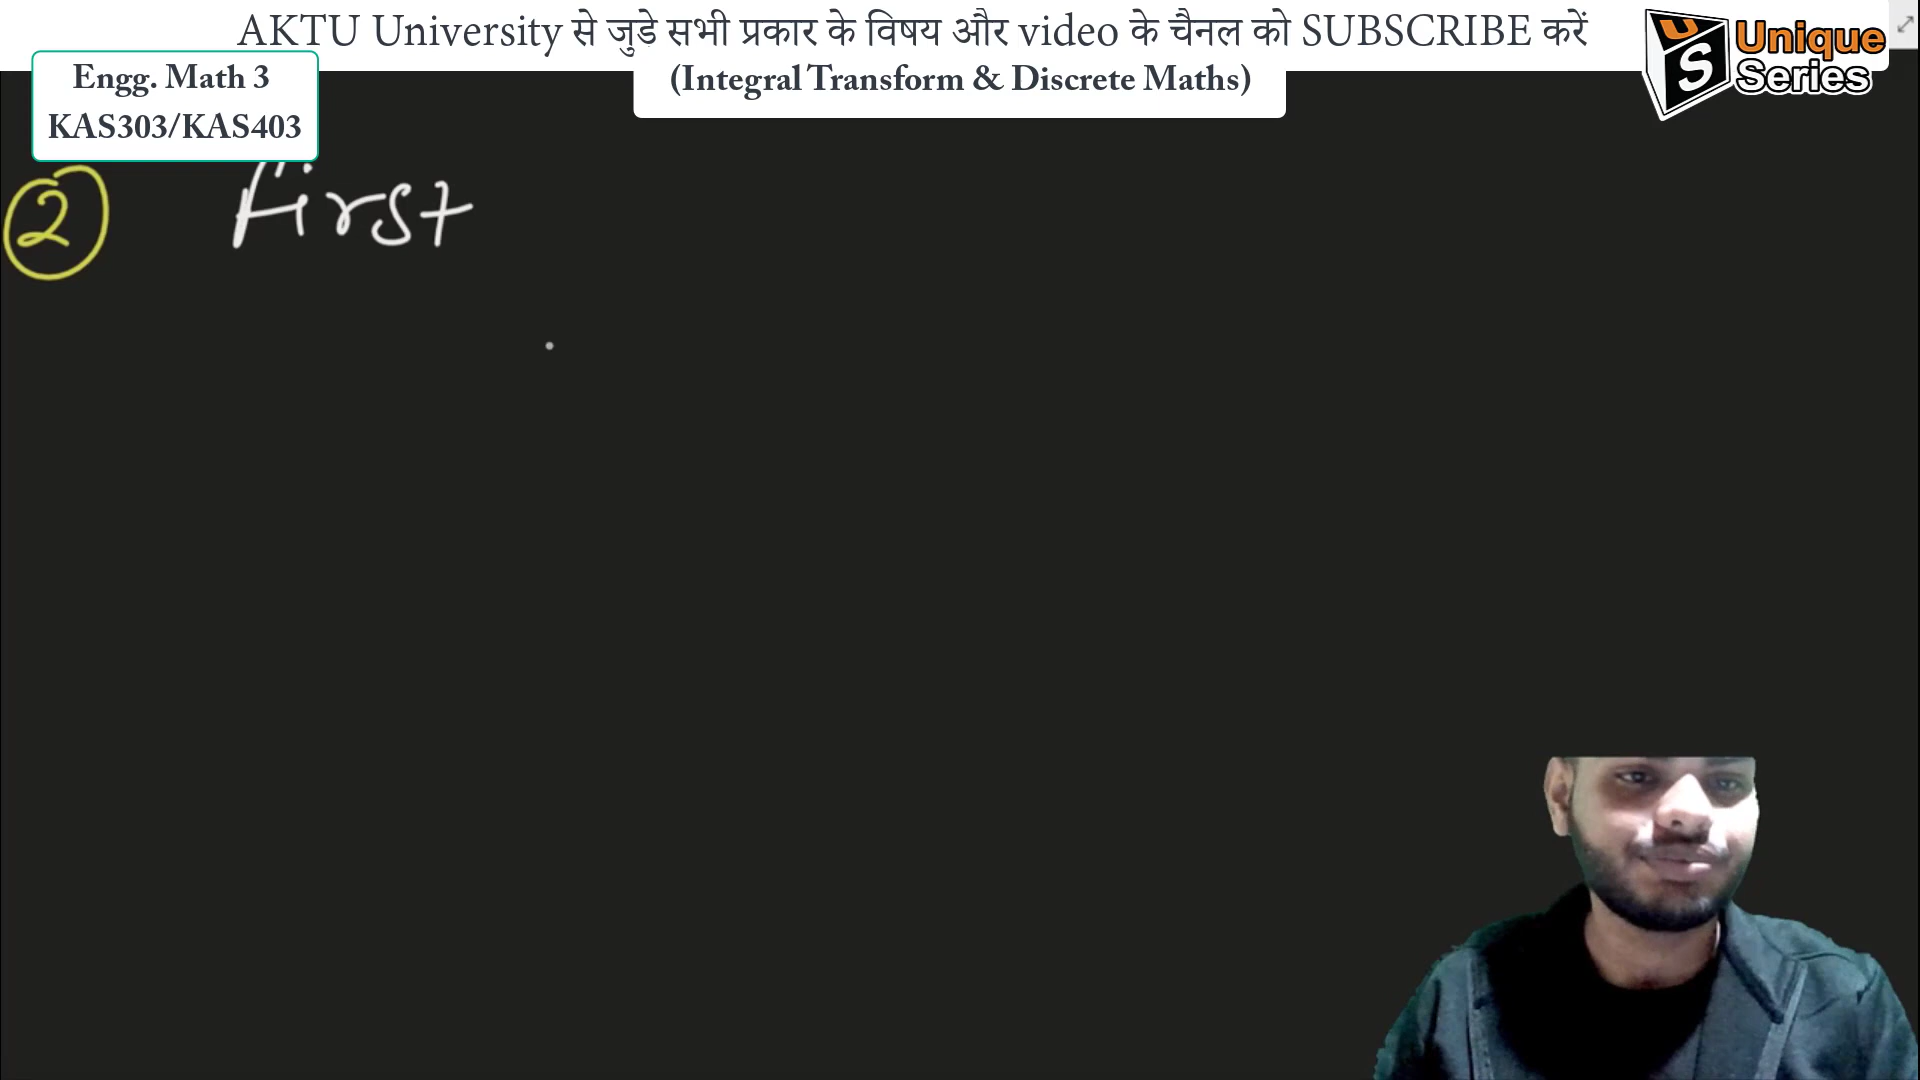 AKTU University से जुडे सभी प्रकार के विषय और video के चैनल को SUBSCRIBE करें
US Unique
Series
Engg. Math 3
KAS303/KAS403
(Integral Transform & Discrete Maths)
2 First